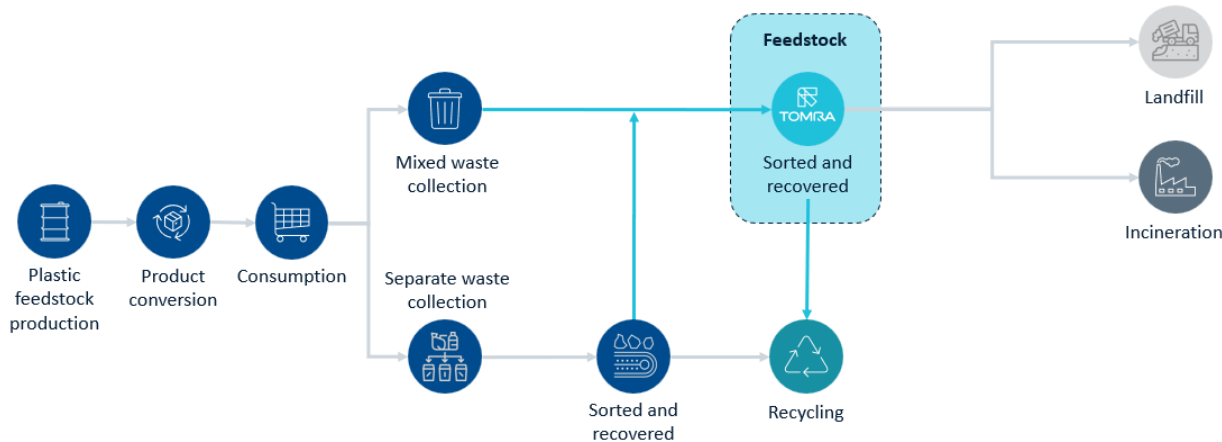 Feedstock
TOMRA
Sorted and
recovered
Landfill
Mixed waste
collection
Incineration
Plastic
feedstock
production
Product
conversion
Consumption
Separate waste
collection
Sorted and
recovered
Recycling